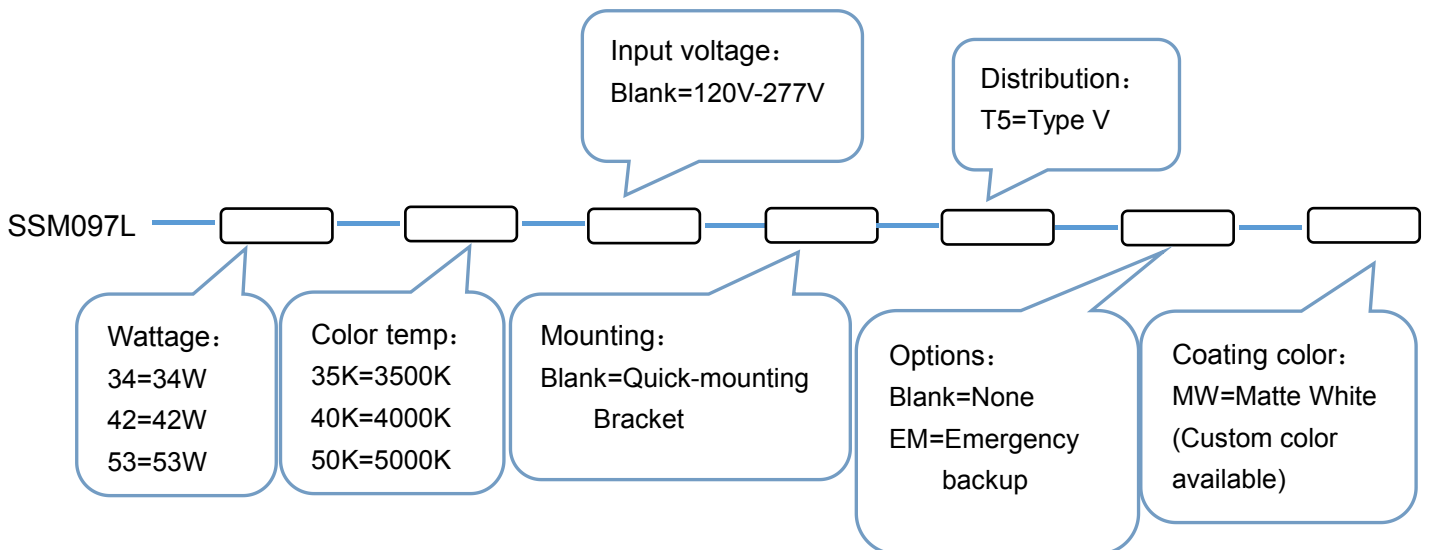 Input voltage：
Blank=120V-277V
Distribution：
T5=Type V
SSM097L
Wattage：
34=34W
42=42W
53=53W
Color temp：
35K=3500K
40K=4000K
50K=5000K
Mounting：
Blank=Quick-mounting
Bracket
Options：
Blank=None
EM=Emergency
backup
Coating color：
MW=Matte White
(Custom color
available)